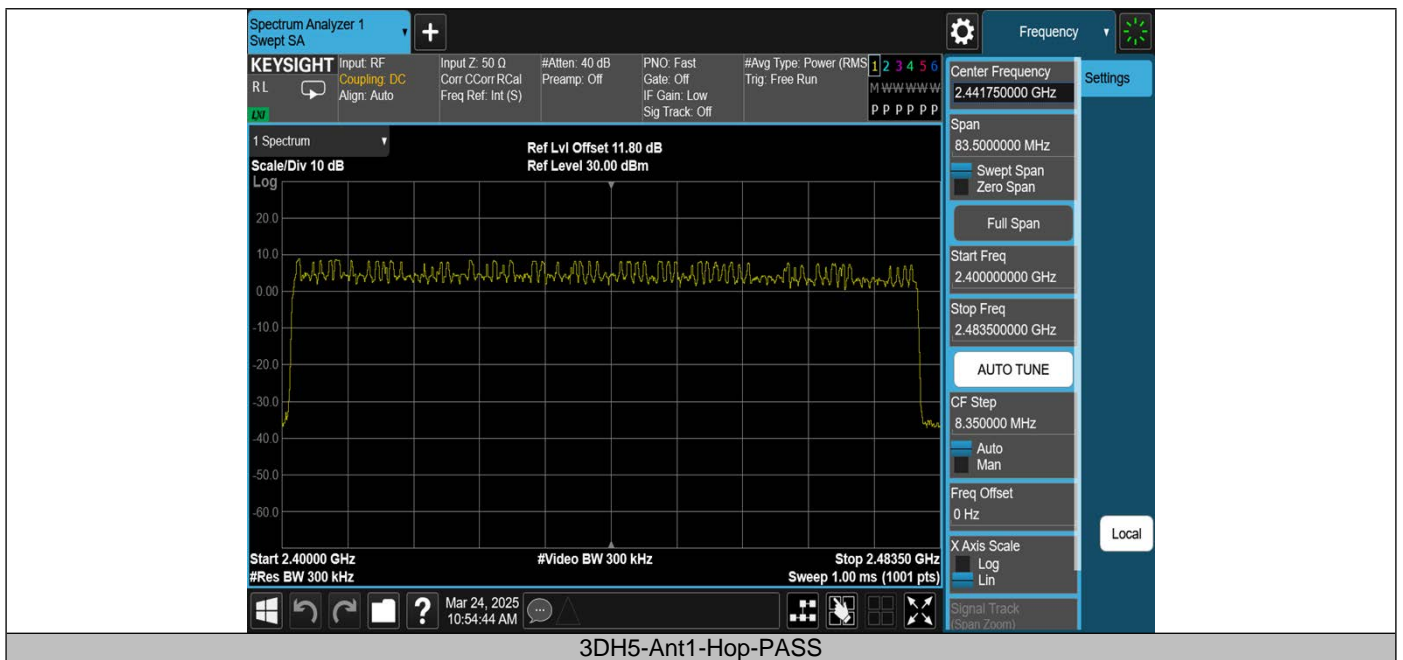 Spectrum Analyzer 1
Swept SA
+
Frequency
KEYSIGHT
RL
LXI
Input: RF
Coupling: DC
Align: Auto
Input Z: 50 Ω
Corr CCorr RCal
Freq Ref: Int (S)
#Atten: 40 dB
Preamp: Off
PNO: Fast
Gate: Off
IF Gain: Low
Sig Track: Off
#Avg Type: Power (RMS
Trig: Free Run
1 2 3 4 5 6
M W W W W W
P P P P P P
Center Frequency
2.441750000 GHz
Settings
Span
83.5000000 MHz
Swept Span
Zero Span
Full Span
Start Freq
2.400000000 GHz
Stop Freq
2.483500000 GHz
AUTO TUNE
CF Step
8.350000 MHz
Auto
Man
Freq Offset
0 Hz
X Axis Scale
Log
Lin
Signal Track
(Span Zoom)
Local
1 Spectrum
Scale/Div 10 dB
Ref Lvl Offset 11.80 dB
Ref Level 30.00 dBm
Log
20.0
10.0
0.00
-10.0
-20.0
-30.0
-40.0
-50.0
-60.0
Start 2.40000 GHz
#Video BW 300 kHz
Stop 2.48350 GHz
#Res BW 300 kHz
Sweep 1.00 ms (1001 pts)
?
Mar 24, 2025
10:54:44 AM
3DH5-Ant1-Hop-PASS